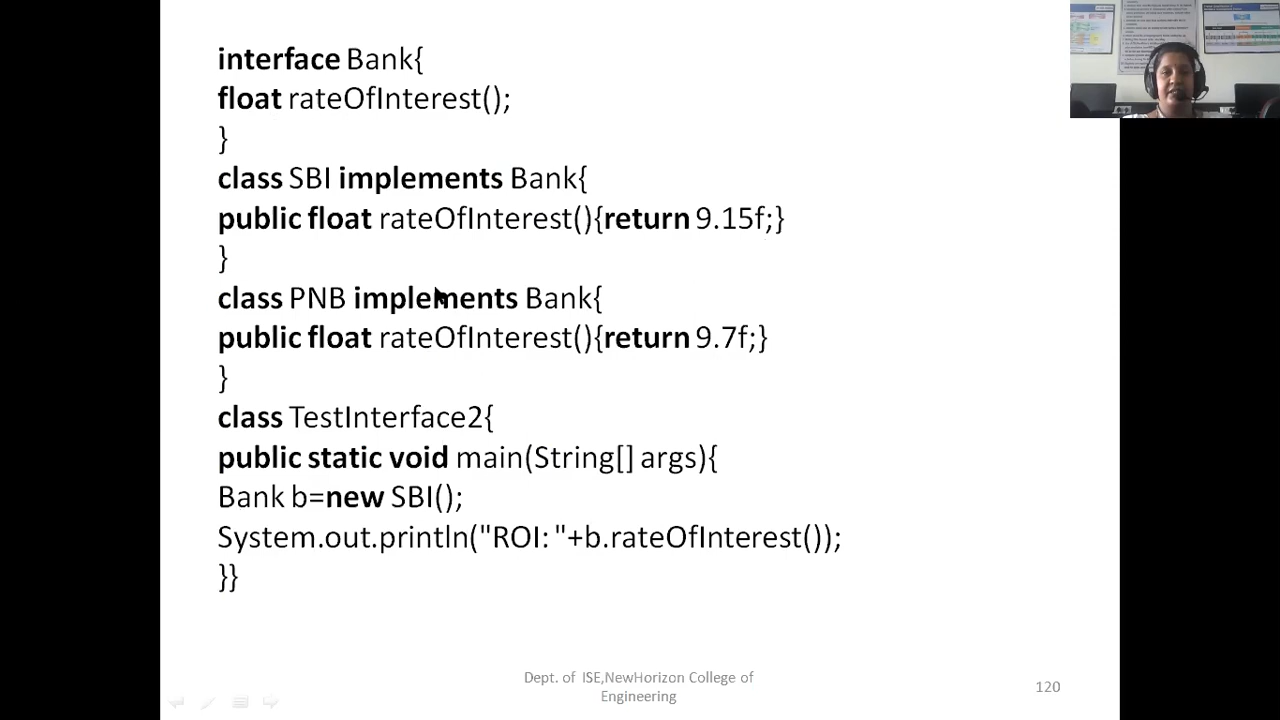 interface Bank{
float rateOfInterest();
}
class SBI implements Bank{
public float rateOfInterest(){return 9.15f;}
}
class PNB implements Bank{
public float rateOfInterest(){return 9.7f;}
}
class TestInterface2{
public static void main(String[] args){
Bank b=new SBI();
System.out.println("ROI: "+b.rateOfInterest());
}}
Dept. of ISE,NewHorizon College of
Engineering
120